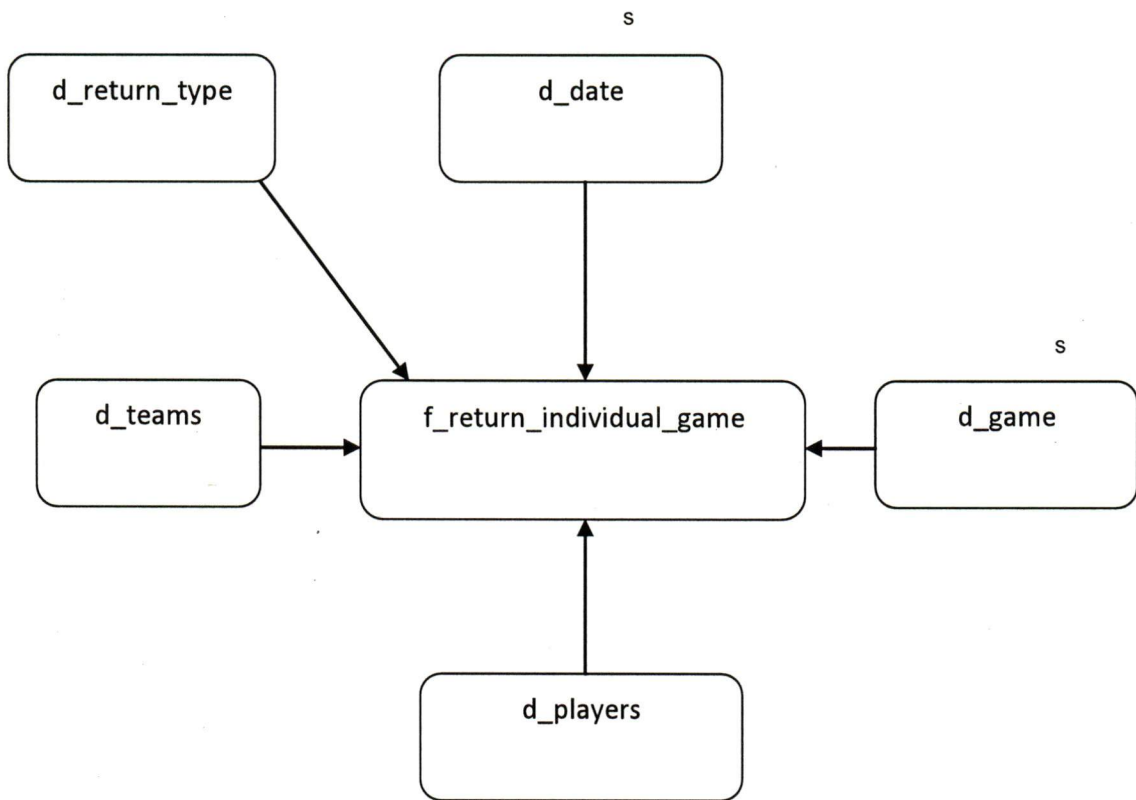 s
d_return_type
d_date
s
d_teams
f_return_individual_game
d_game
d_players